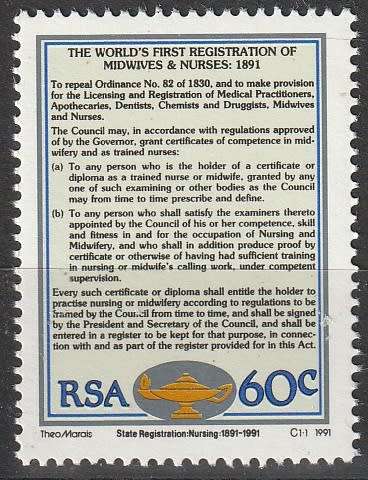 THE WORLD'S FIRST REGISTRATION OF
MIDWIVES & NURSES: 1891
To repeal Ordinance No. 82 of 1830, and to make provision
for the Licensing and Registration of Medical Practitioners,
Apothecaries, Dentists, Chemists and Druggists, Midwives
and Nurses.
The Council may, in accordance with regulations approved
of by the Governor, grant certificates of competence in mid-
wifery and as trained nurses:
(a) To any person who is the holder of a certificate or
diploma as a trained nurse or midwife, granted by any
one of such examining or other bodies as the Council
may from time to time prescribe and define.
(b) To any person who shall satisfy the examiners thereto
appointed by the Council of his or her competence, skill
and fitness in and for the occupation of Nursing and
Midwifery, and who shall in addition produce proof by
certificate or otherwise of having had sufficient training
in nursing or midwife's calling work, under competent
supervision.
Every such certificate or diploma shall entitle the holder to
practise nursing or midwifery according to regulations to be
framed by the Council from time to time, and shall be signed
by the President and Secretary of the Council, and shall be
entered in a register to be kept for that purpose, in connec-
tion with and as part of the register provided for in this Act.
RSA 60c
Theo Marais State Registration: Nursing: 1891-1991 C1·1 1991